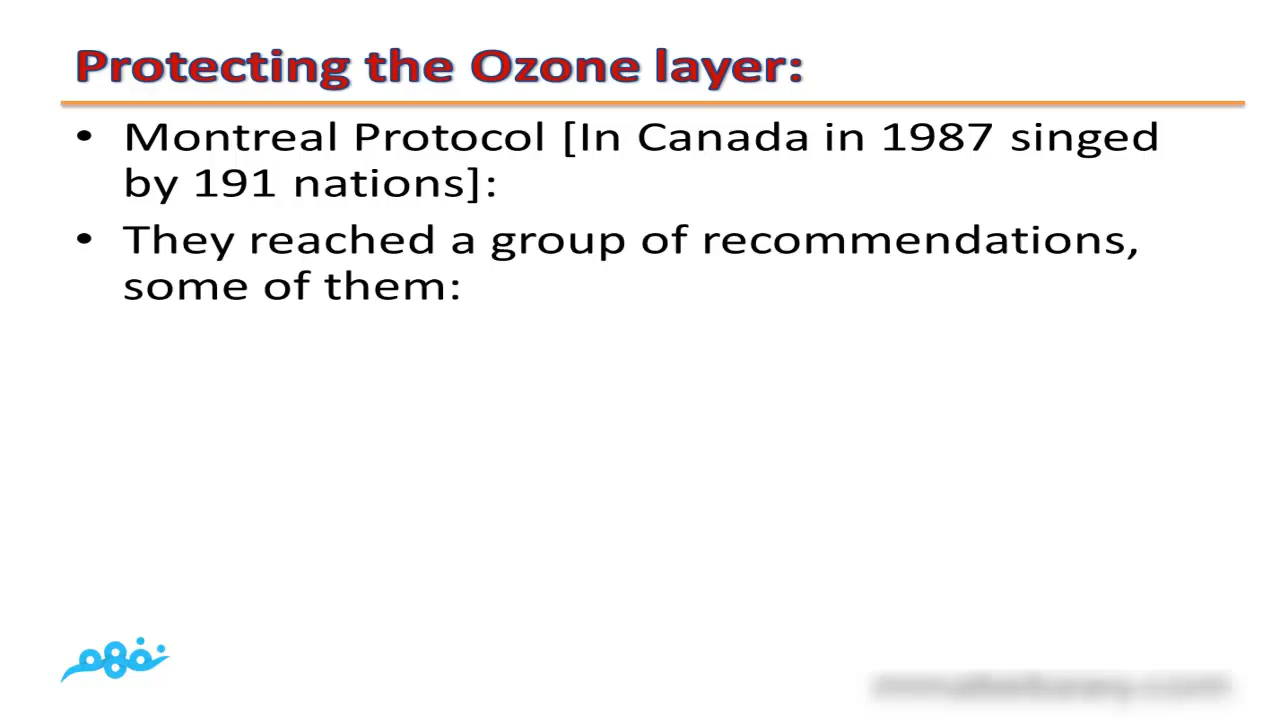 Protecting the Ozone layer:
• Montreal Protocol [In Canada in 1987 singed
by 191 nations]:
• They reached a group of recommendations,
some of them:
نفهم